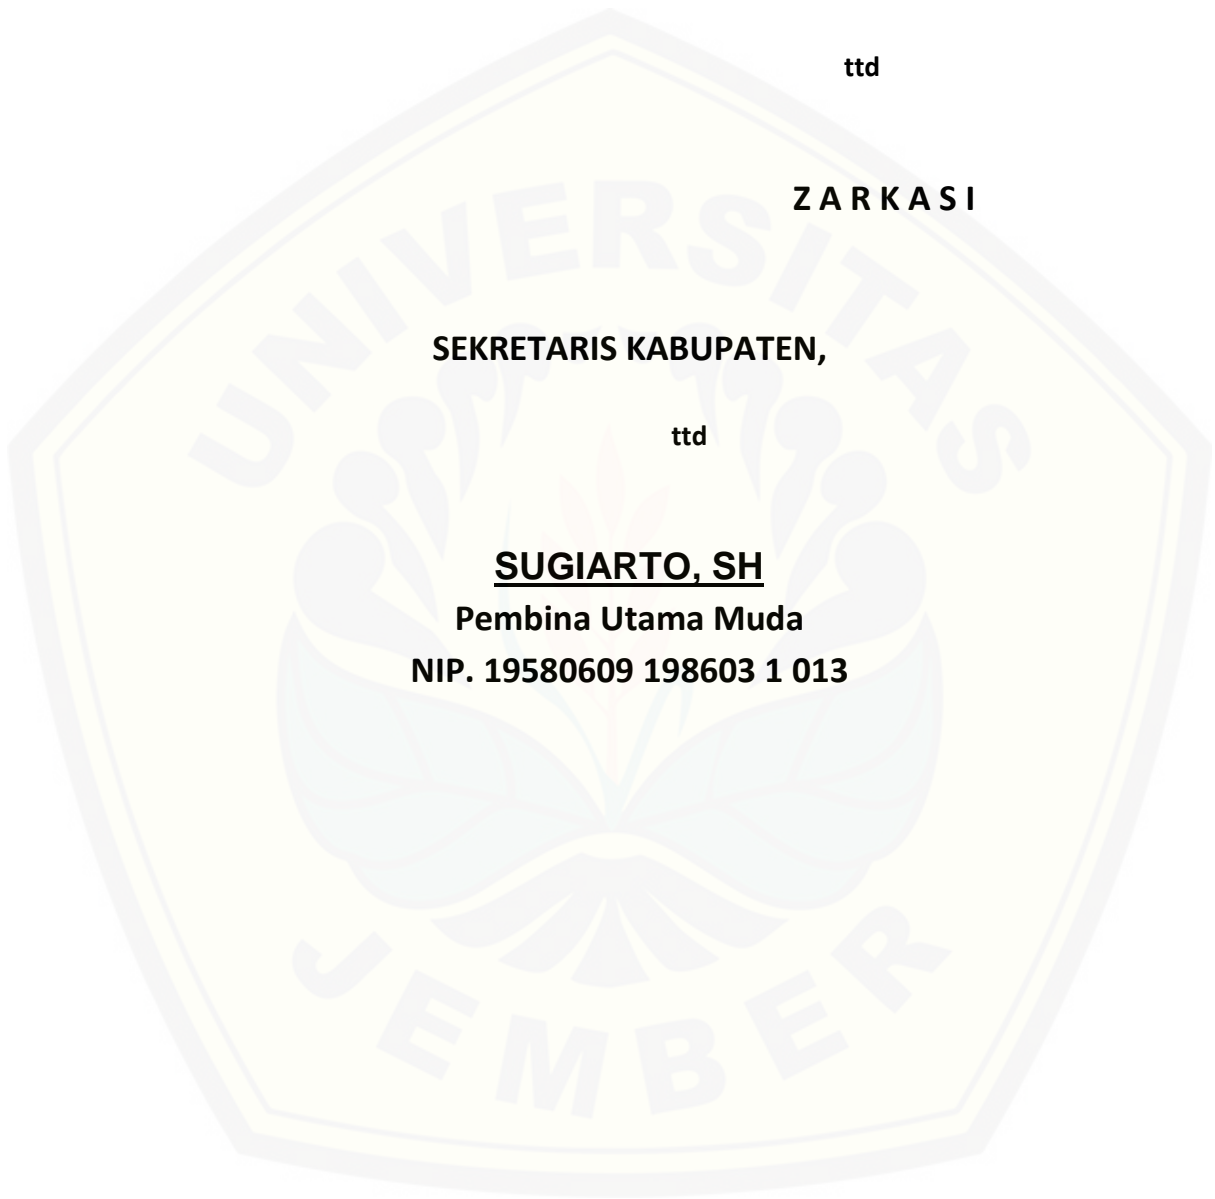 ttd
Z A R K A S I
SEKRETARIS KABUPATEN,
ttd
SUGIARTO, SH
Pembina Utama Muda
NIP. 19580609 198603 1 013
UNIVERSITAS
JEMBER